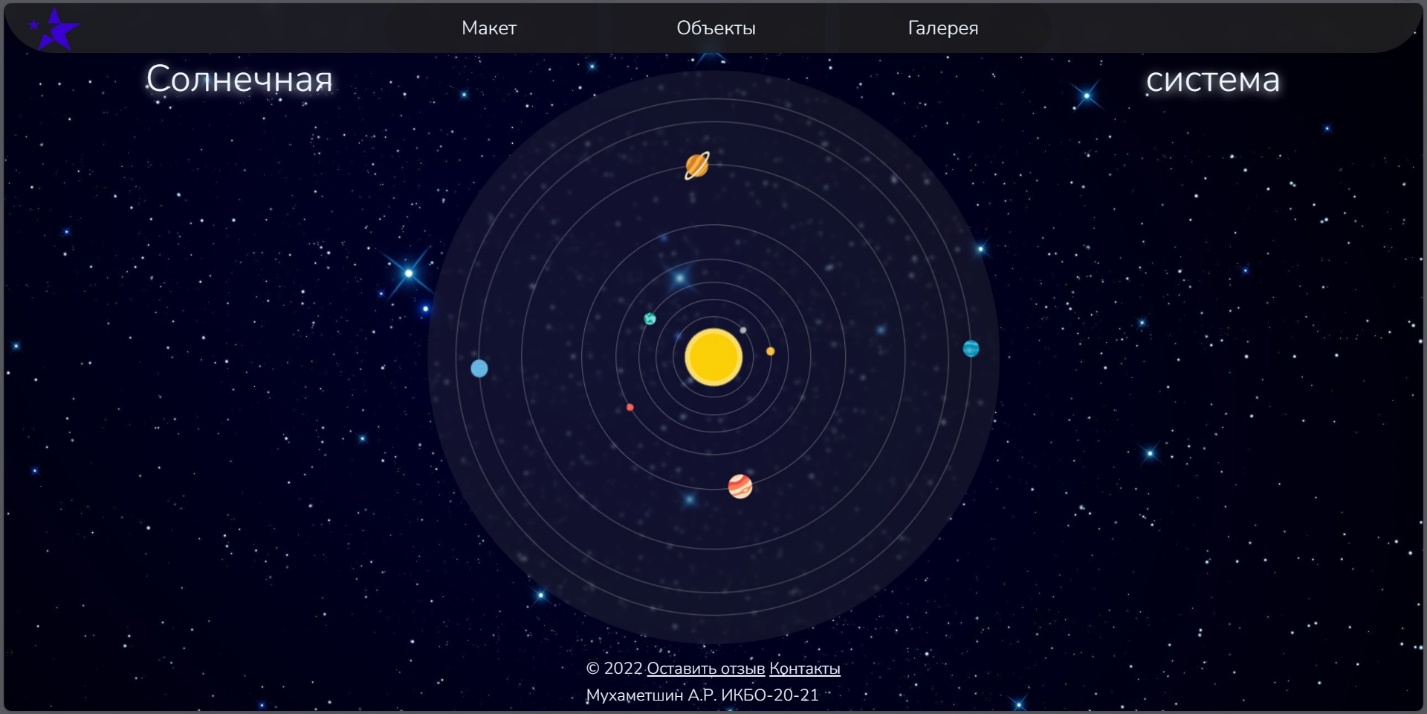 Макет Объекты Галерея
Солнечная система
© 2022 Оставить отзыв Контакты
Мухаметшин А.Р. ИКБО-20-21